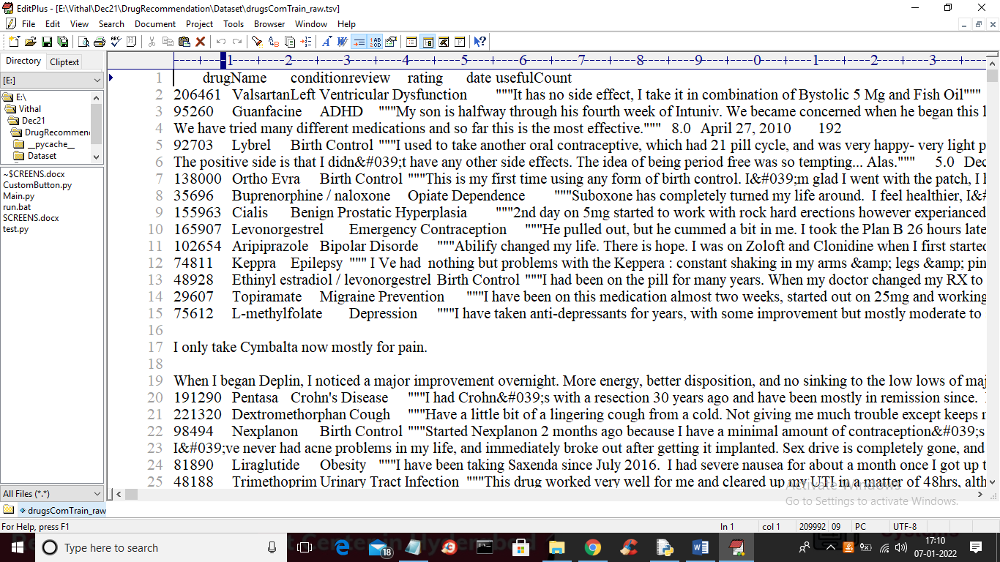 EditPlus - [E:\Vithal\Dec21\DrugRecommendation\Dataset\drugsComTrain_raw.tsv]
File Edit View Search Document Project Tools Browser Window Help
Directory Cliptext
[E:]
E:\
Vithal
Dec21
DrugRecommen
__pycache__
Dataset
~$CREENS.docx
CustomButton.py
Main.py
run.bat
SCREENS.docx
test.py
All Files (*.*)
----+----1----+----2----+----3----+----4----+----5----+----6----+----7----+----8----+----9----+----0----+----1----+----2----+----3----+
1 drugName conditionreview rating date usefulCount
2 206461 ValsartanLeft Ventricular Dysfunction """It has no side effect, I take it in combination of Bystolic 5 Mg and Fish Oil"""
3 95260 Guanfacine ADHD """My son is halfway through his fourth week of Intuniv. We became concerned when he began this l
4 We have tried many different medications and so far this is the most effective.""" 8.0 April 27, 2010 192
5 92703 Lybrel Birth Control """I used to take another oral contraceptive, which had 21 pill cycle, and was very happy- very light p
6 The positive side is that I didn&#039;t have any other side effects. The idea of being period free was so tempting... Alas.""" 5.0 Dec
7 138000 Ortho Evra Birth Control """This is my first time using any form of birth control. I&#039;m glad I went with the patch, I h
8 35696 Buprenorphine / naloxone Opiate Dependence """Suboxone has completely turned my life around.  I feel healthier, I&#
9 155963 Cialis Benign Prostatic Hyperplasia """2nd day on 5mg started to work with rock hard erections however experianced
10 165907 Levonorgestrel Emergency Contraception """He pulled out, but he cummed a bit in me. I took the Plan B 26 hours late
11 102654 Aripiprazole Bipolar Disorde """Abilify changed my life. There is hope. I was on Zoloft and Clonidine when I first started
12 74811 Keppra Epilepsy """ I Ve had  nothing but problems with the Keppera : constant shaking in my arms &amp; legs &amp; pin
13 48928 Ethinyl estradiol / levonorgestrel Birth Control """I had been on the pill for many years. When my doctor changed my RX to
14 29607 Topiramate Migraine Prevention """I have been on this medication almost two weeks, started out on 25mg and working
15 75612 L-methylfolate Depression """I have taken anti-depressants for years, with some improvement but mostly moderate to
16
17 I only take Cymbalta now mostly for pain.
18
19 When I began Deplin, I noticed a major improvement overnight. More energy, better disposition, and no sinking to the low lows of maj
20 191290 Pentasa Crohn's Disease """I had Crohn&#039;s with a resection 30 years ago and have been mostly in remission since.
21 221320 Dextromethorphan Cough """Have a little bit of a lingering cough from a cold. Not giving me much trouble except keeps
22 98494 Nexplanon Birth Control """Started Nexplanon 2 months ago because I have a minimal amount of contraception&#039;s
23 I&#039;ve never had acne problems in my life, and immediately broke out after getting it implanted. Sex drive is completely gone, and
24 81890 Liraglutide Obesity """I have been taking Saxenda since July 2016.  I had severe nausea for about a month once I got up t
25 48188 Trimethoprim Urinary Tract Infection """This drug worked very well for me and cleared up my UTI in a matter of 48hrs, alth
Activate Windows
Go to Settings to activate Windows.
drugsComTrain_raw
For Help, press F1 ln 1 col 1 209992 09 PC UTF-8
Type here to search
18
17:10
07-01-2022